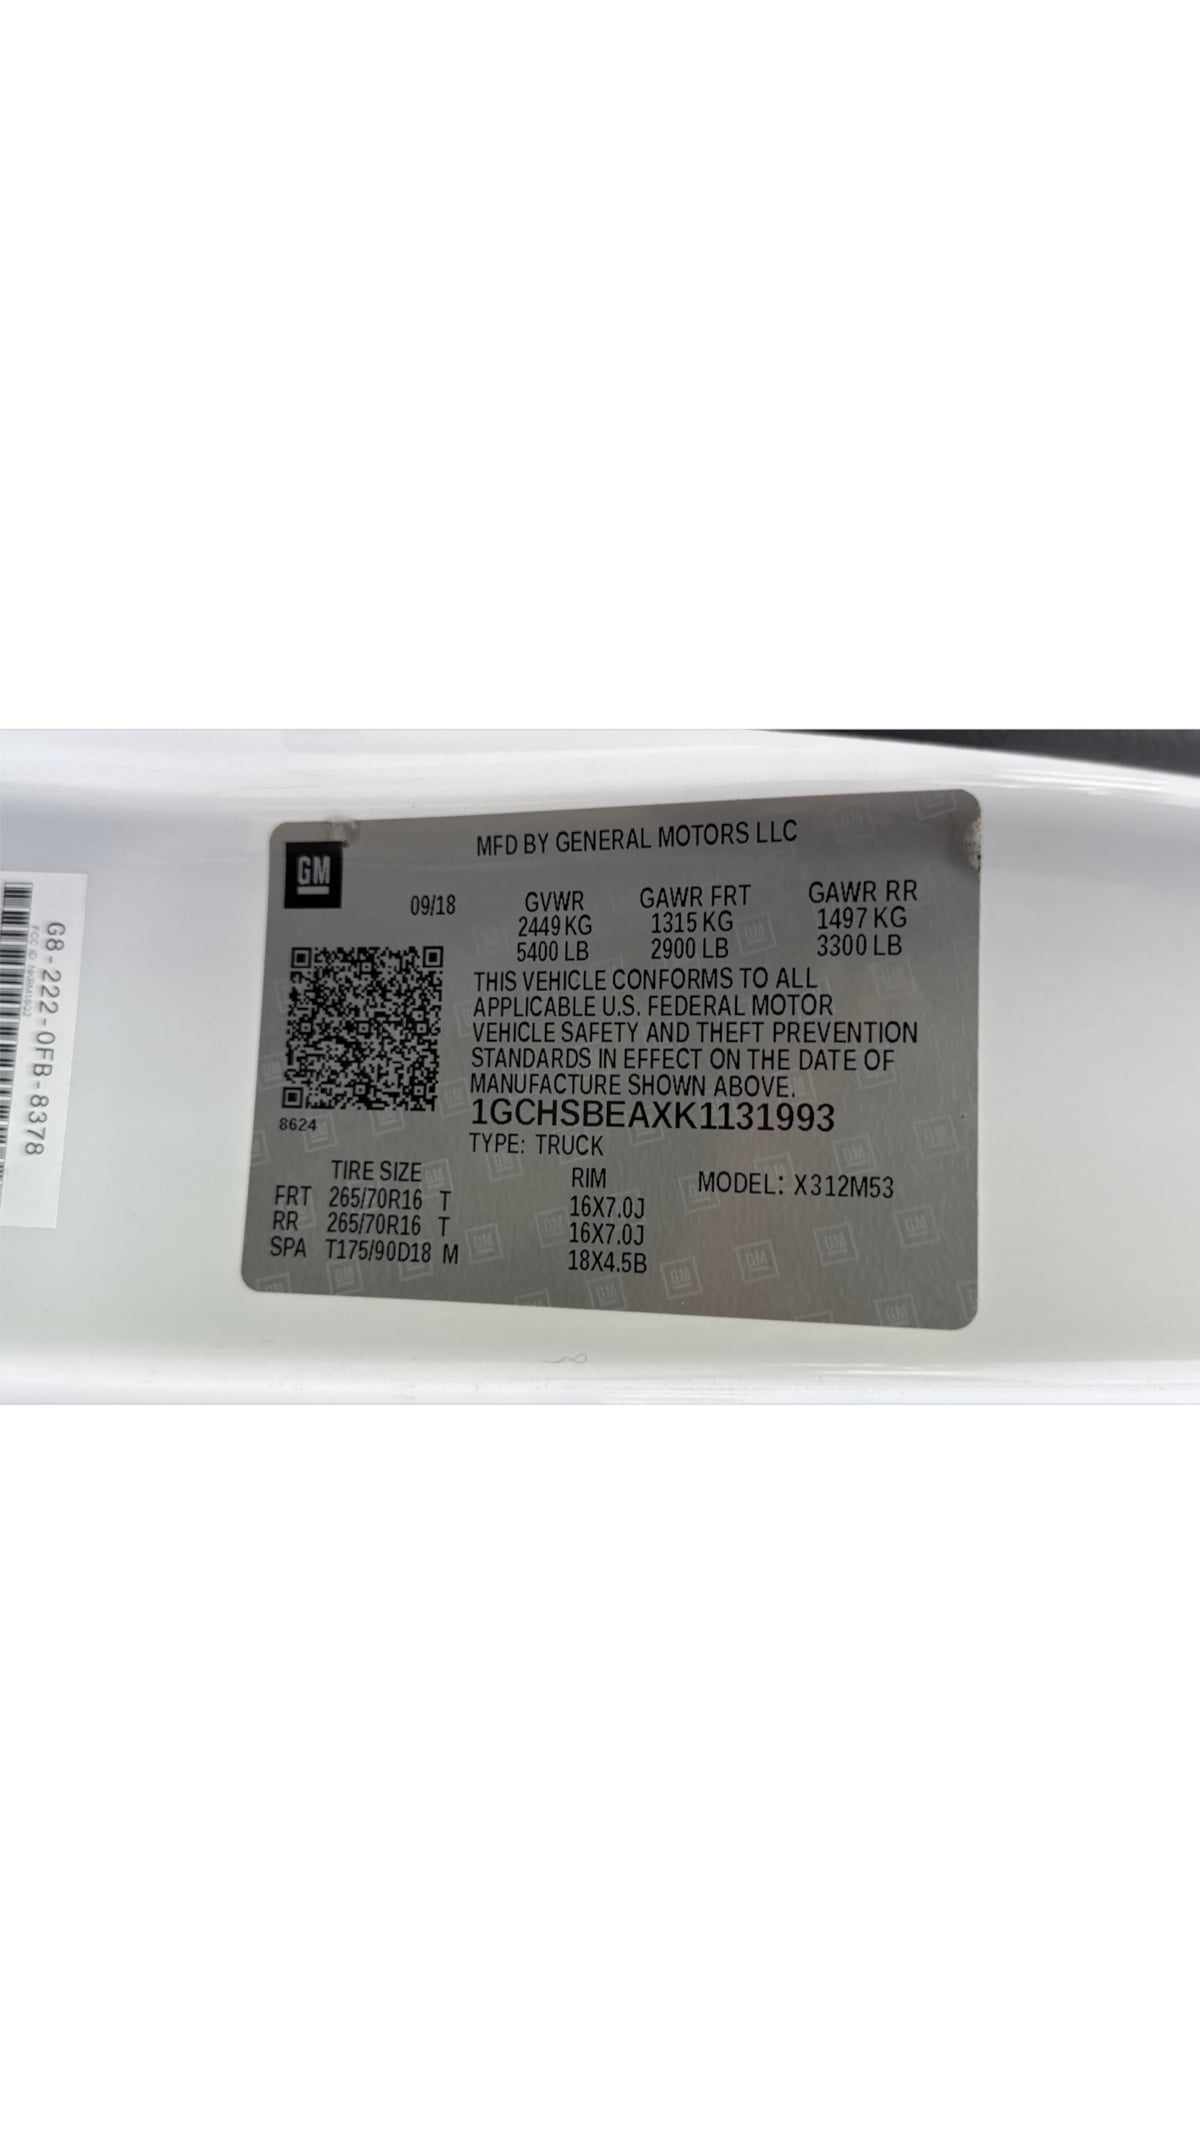 GM
MFD BY GENERAL MOTORS LLC
09/18 GVWR GAWR FRT GAWR RR
2449 KG 1315 KG 1497 KG
5400 LB 2900 LB 3300 LB
THIS VEHICLE CONFORMS TO ALL
APPLICABLE U.S. FEDERAL MOTOR
VEHICLE SAFETY AND THEFT PREVENTION
STANDARDS IN EFFECT ON THE DATE OF
MANUFACTURE SHOWN ABOVE.
8624
1GCHSBEAXK1131993
TYPE: TRUCK
TIRE SIZE RIM MODEL: X312M53
FRT 265/70R16 T 16X7.0J
RR 265/70R16 T 16X7.0J
SPA T175/90D18 M 18X4.5B
G8-222-0FB-8378
FCC ID: